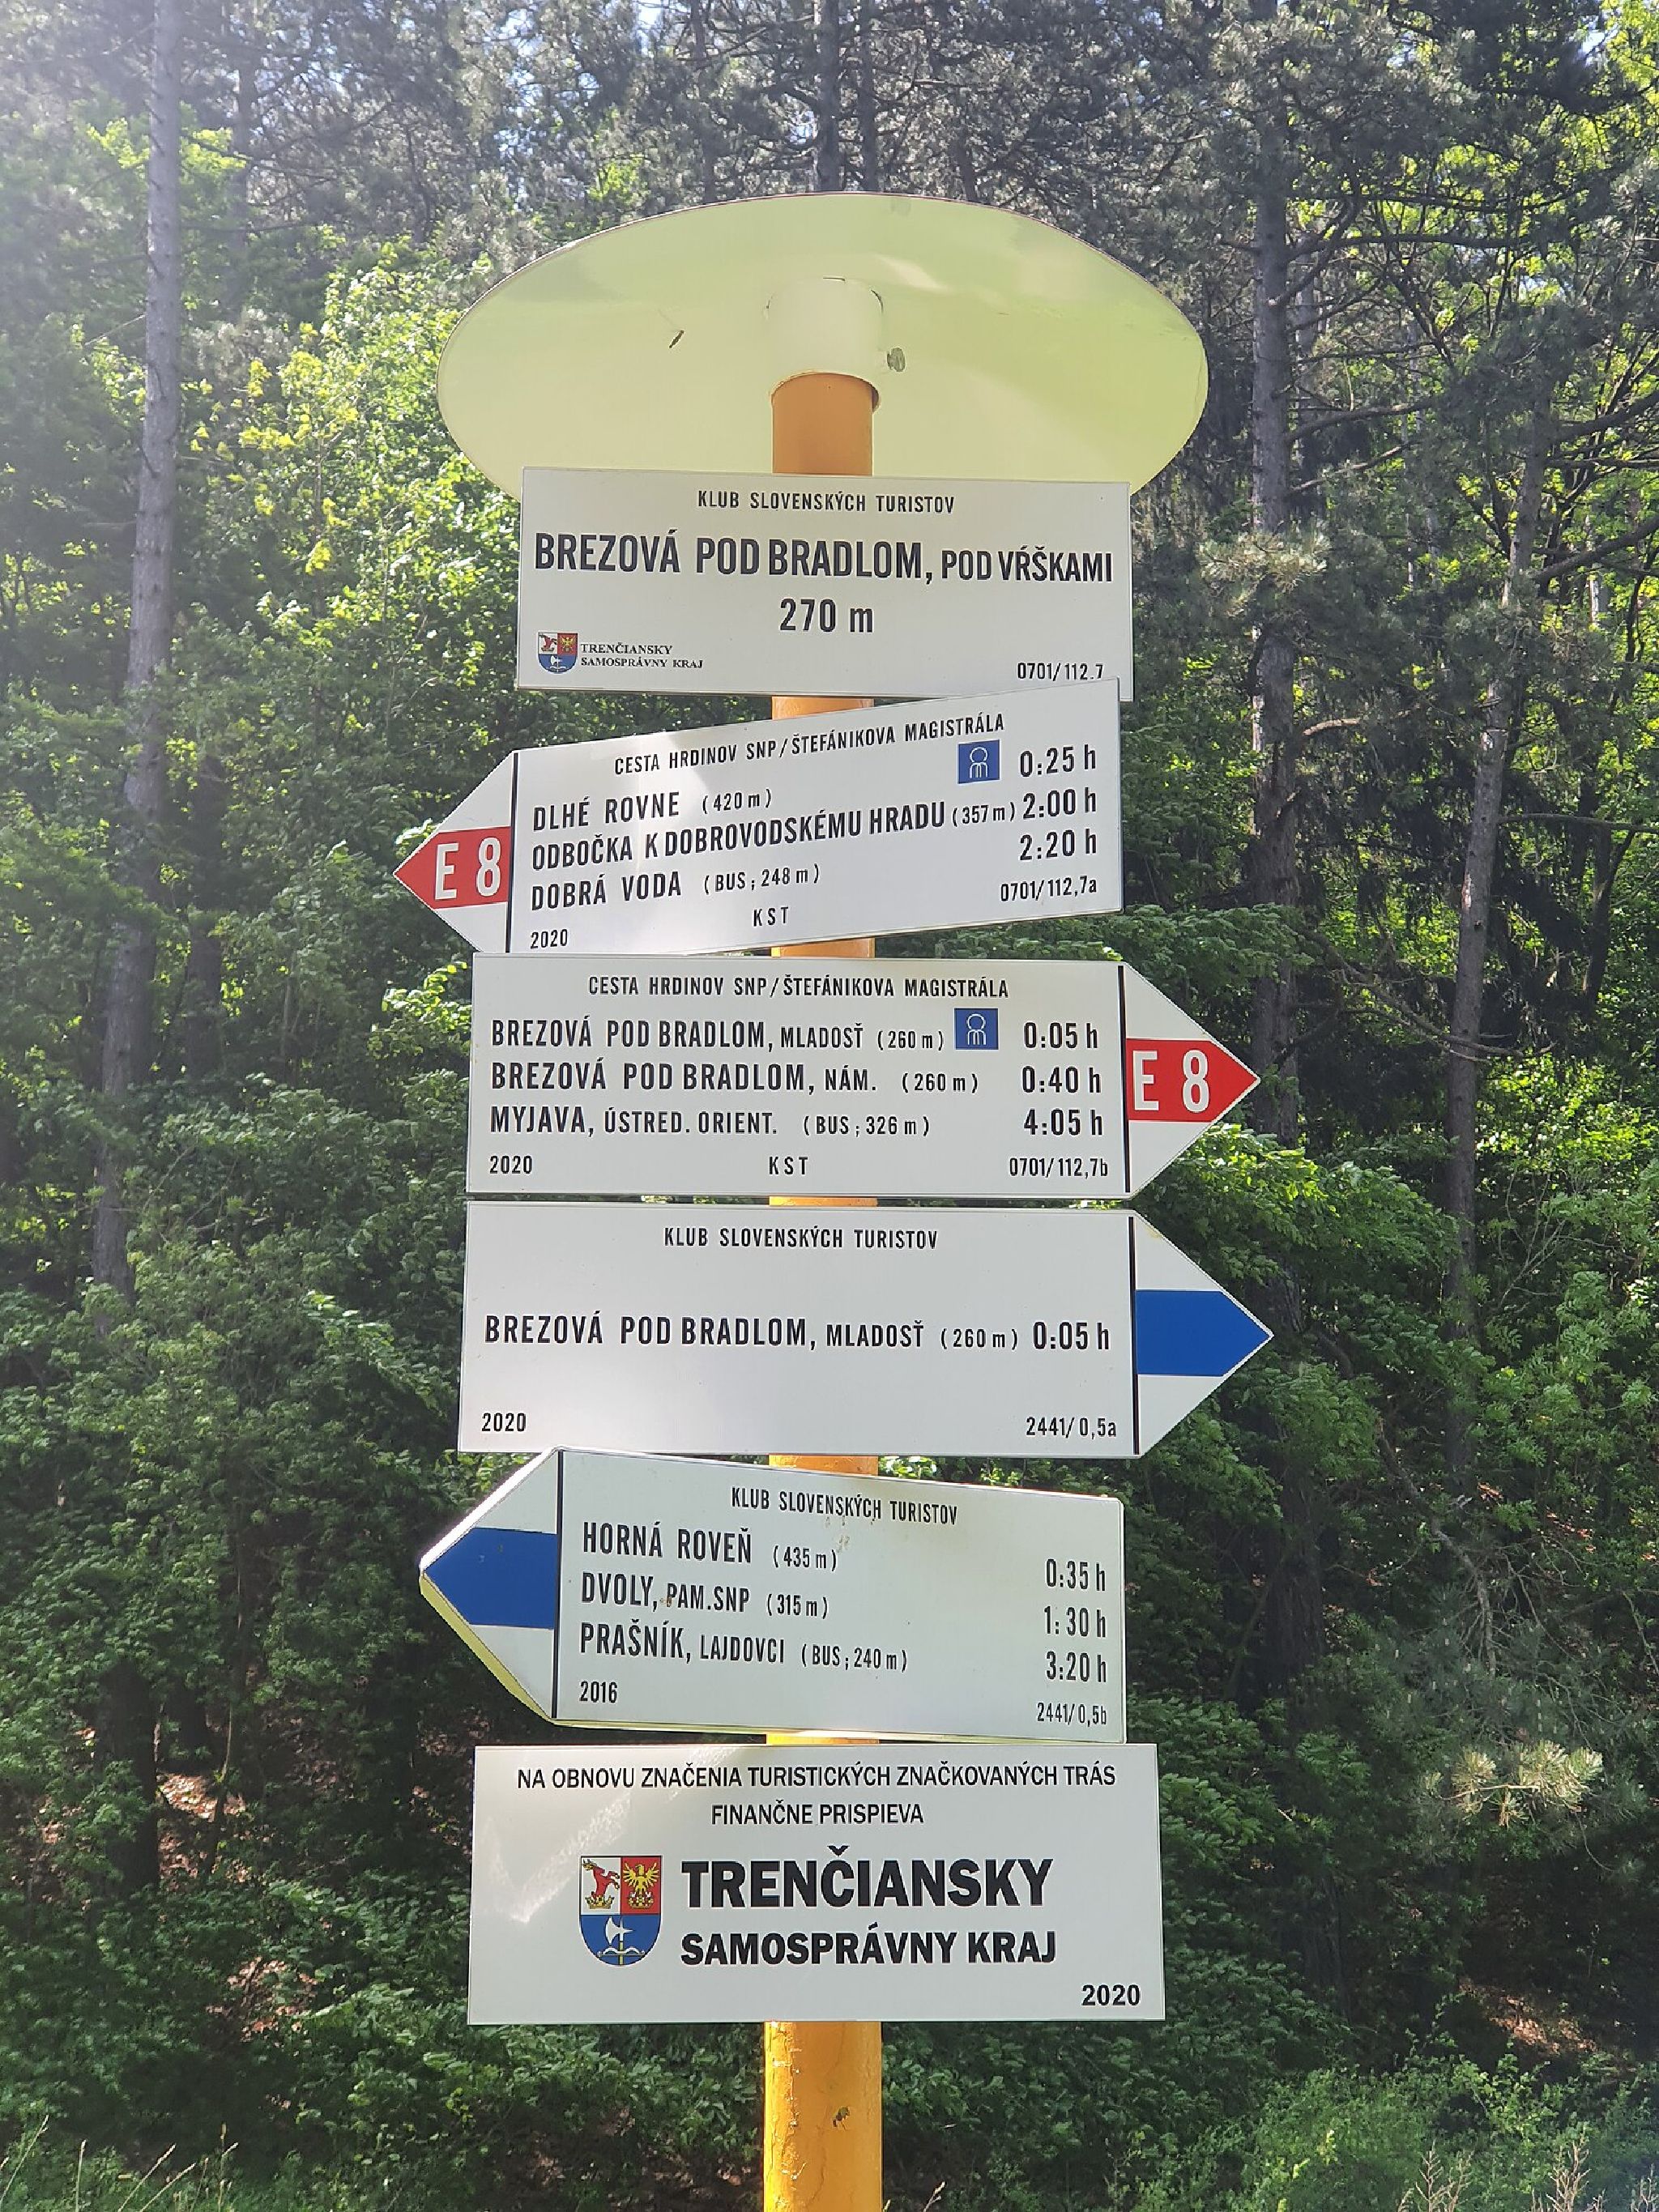 KLUB SLOVENSKÝCH TURISTOV
BREZOVÁ POD BRADLOM, POD VŔŠKAMI
270 m
TRENČIANSKY
SAMOSPRÁVNY KRAJ
0701/112.7
CESTA HRDINOV SNP/ŠTEFÁNIKOVA MAGISTRÁLA
DLHÉ ROVNE (420 m) 0:25 h
ODBOČKA K DOBROVODSKÉMU HRADU (357 m) 2:00 h
DOBRÁ VODA (BUS; 248 m) 2:20 h
E 8
2020 KST 0701/112,7a
CESTA HRDINOV SNP/ŠTEFÁNIKOVA MAGISTRÁLA
BREZOVÁ POD BRADLOM, MLADOSŤ (260 m) 0:05 h
BREZOVÁ POD BRADLOM, NÁM. (260 m) 0:40 h
MYJAVA, ÚSTRED. ORIENT. (BUS; 326 m) 4:05 h
E 8
2020 KST 0701/112,7b
KLUB SLOVENSKÝCH TURISTOV
BREZOVÁ POD BRADLOM, MLADOSŤ (260 m) 0:05 h
2020 2441/0,5a
KLUB SLOVENSKÝCH TURISTOV
HORNÁ ROVEŇ (435 m) 0:35 h
DVOLY, PAM.SNP (315 m) 1:30 h
PRAŠNÍK, LAJDOVCI (BUS; 240 m) 3:20 h
2016 2441/0,5b
NA OBNOVU ZNAČENIA TURISTICKÝCH ZNAČKOVANÝCH TRÁS
FINANČNE PRISPIEVA
TRENČIANSKY
SAMOSPRÁVNY KRAJ
2020